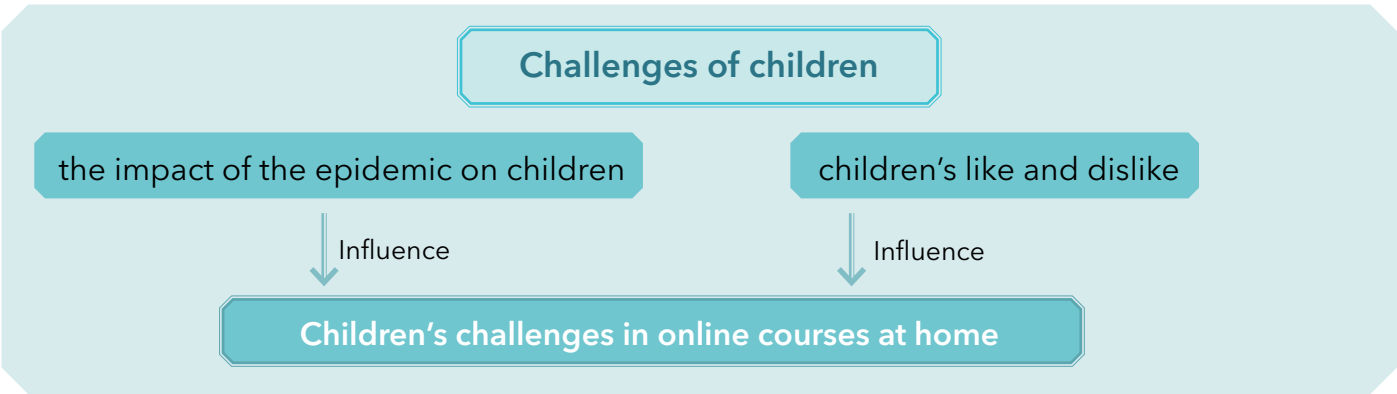 Challenges of children
the impact of the epidemic on children
children’s like and dislike
Influence
Influence
Children’s challenges in online courses at home